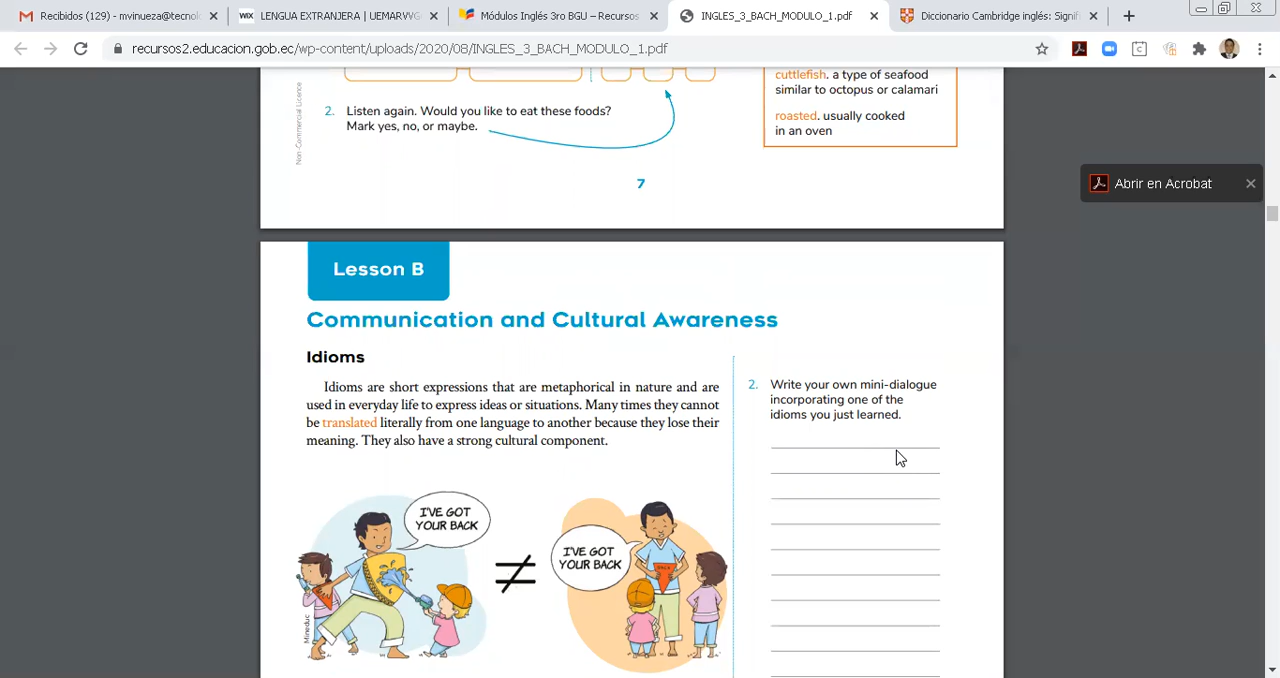 Recibidos (129) - mvinueza@tecnolo
LENGUA EXTRANJERA | UEMARVVG
Módulos Inglés 3ro BGU – Recursos
INGLES_3_BACH_MODULO_1.pdf
Diccionario Cambridge inglés: Signif
recursos2.educacion.gob.ec/wp-content/uploads/2020/08/INGLES_3_BACH_MODULO_1.pdf
Non-Commercial Licence
2. Listen again. Would you like to eat these foods?
Mark yes, no, or maybe.
cuttlefish. a type of seafood
similar to octopus or calamari
roasted. usually cooked
in an oven
7
Abrir en Acrobat
Lesson B
Communication and Cultural Awareness
Idioms
Idioms are short expressions that are metaphorical in nature and are
used in everyday life to express ideas or situations. Many times they cannot
be translated literally from one language to another because they lose their
meaning. They also have a strong cultural component.
I'VE GOT
YOUR BACK
≠
I'VE GOT
YOUR BACK
Mineduc
2. Write your own mini-dialogue
incorporating one of the
idioms you just learned.